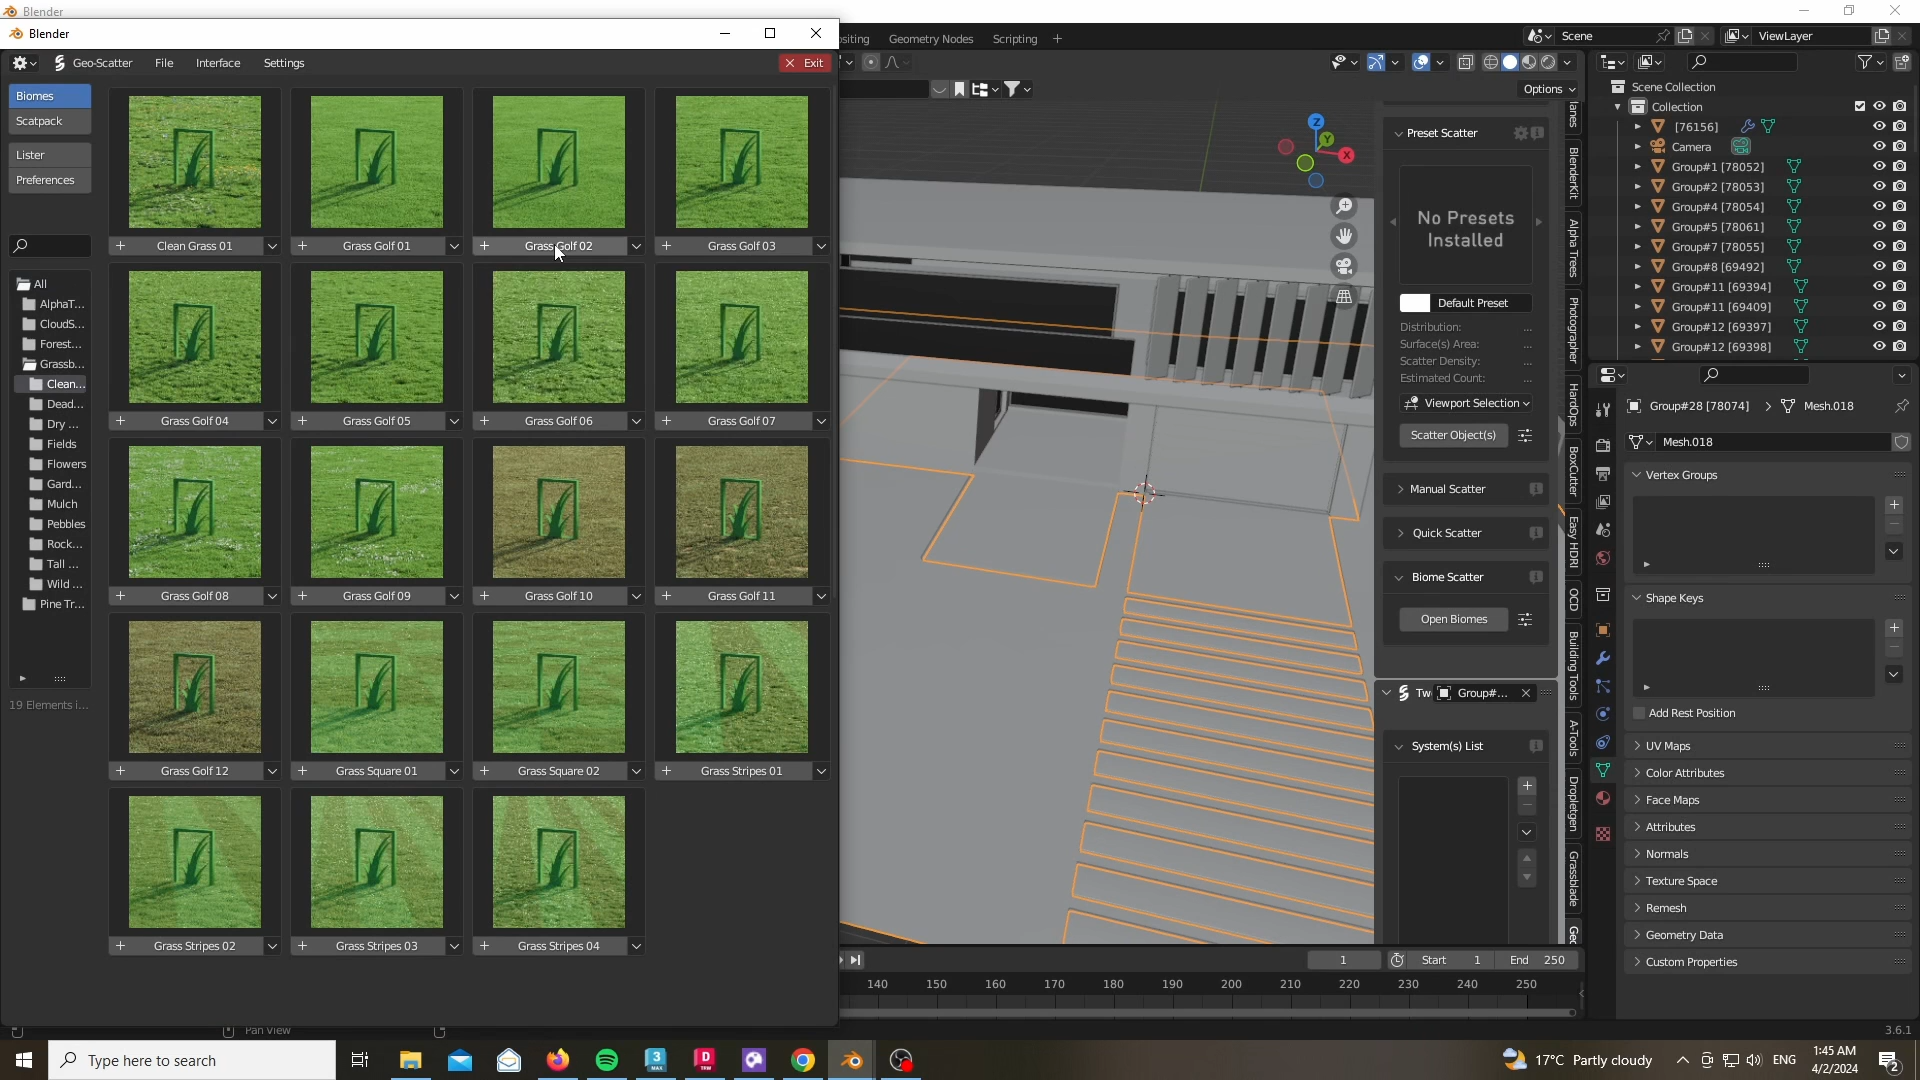 Blender
Blender
Geo-Scatter File Interface Settings Exit
Biomes
Scatpack
Lister
Preferences
All
AlphaT...
CloudS...
Forest...
Grassb...
Clean...
Dead...
Dry ...
Fields
Flowers
Gard...
Mulch
Pebbles
Rock...
Tall ...
Wild ...
Pine Tr...
19 Elements i...
Clean Grass 01
Grass Golf 01
Grass Golf 02
Grass Golf 03
Grass Golf 04
Grass Golf 05
Grass Golf 06
Grass Golf 07
Grass Golf 08
Grass Golf 09
Grass Golf 10
Grass Golf 11
Grass Golf 12
Grass Square 01
Grass Square 02
Grass Stripes 01
Grass Stripes 02
Grass Stripes 03
Grass Stripes 04
Pan View
Geometry Nodes Scripting
Scene
ViewLayer
Options
Z
Y
X
Preset Scatter
No Presets
Installed
Default Preset
Distribution: ...
Surface(s) Area: ...
Scatter Density: ...
Estimated Count: ...
Viewport Selection
Scatter Object(s)
Manual Scatter
Quick Scatter
Biome Scatter
Open Biomes
Group#...
System(s) List
BlenderKit
Alpha Trees
Photographer
HardOps
BoxCutter
Easy HDRI
OCD
Building Tools
A-Tools
Dropletgen
Grassblade
Scene Collection
Collection
[76156]
Camera
Group#1 [78052]
Group#2 [78053]
Group#4 [78054]
Group#5 [78061]
Group#7 [78055]
Group#8 [69492]
Group#11 [69394]
Group#11 [69409]
Group#12 [69397]
Group#12 [69398]
Group#28 [78074] Mesh.018
Mesh.018
Vertex Groups
Shape Keys
Add Rest Position
UV Maps
Color Attributes
Face Maps
Attributes
Normals
Texture Space
Remesh
Geometry Data
Custom Properties
1 Start 1 End 250
140 150 160 170 180 190 200 210 220 230 240 250
3.6.1
Type here to search
17°C Partly cloudy
ENG
1:45 AM
4/2/2024
2